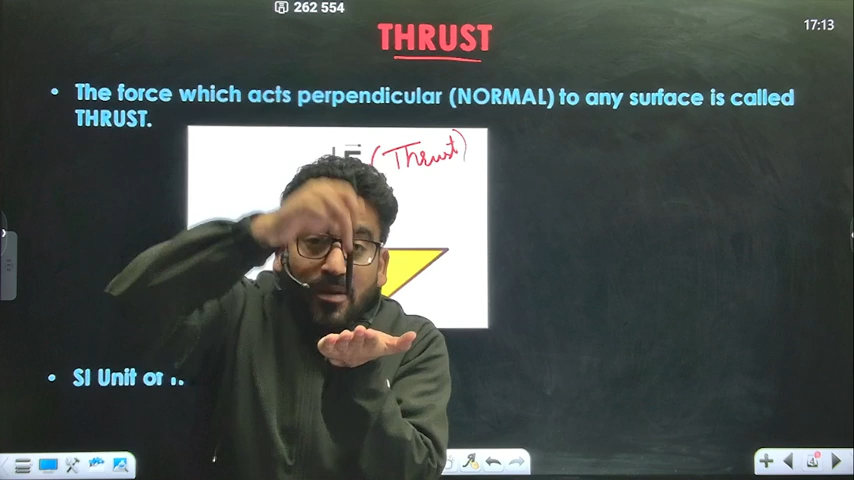 262 554
17:13
THRUST
• The force which acts perpendicular (NORMAL) to any surface is called
THRUST.
(Thrust)
• SI Unit of